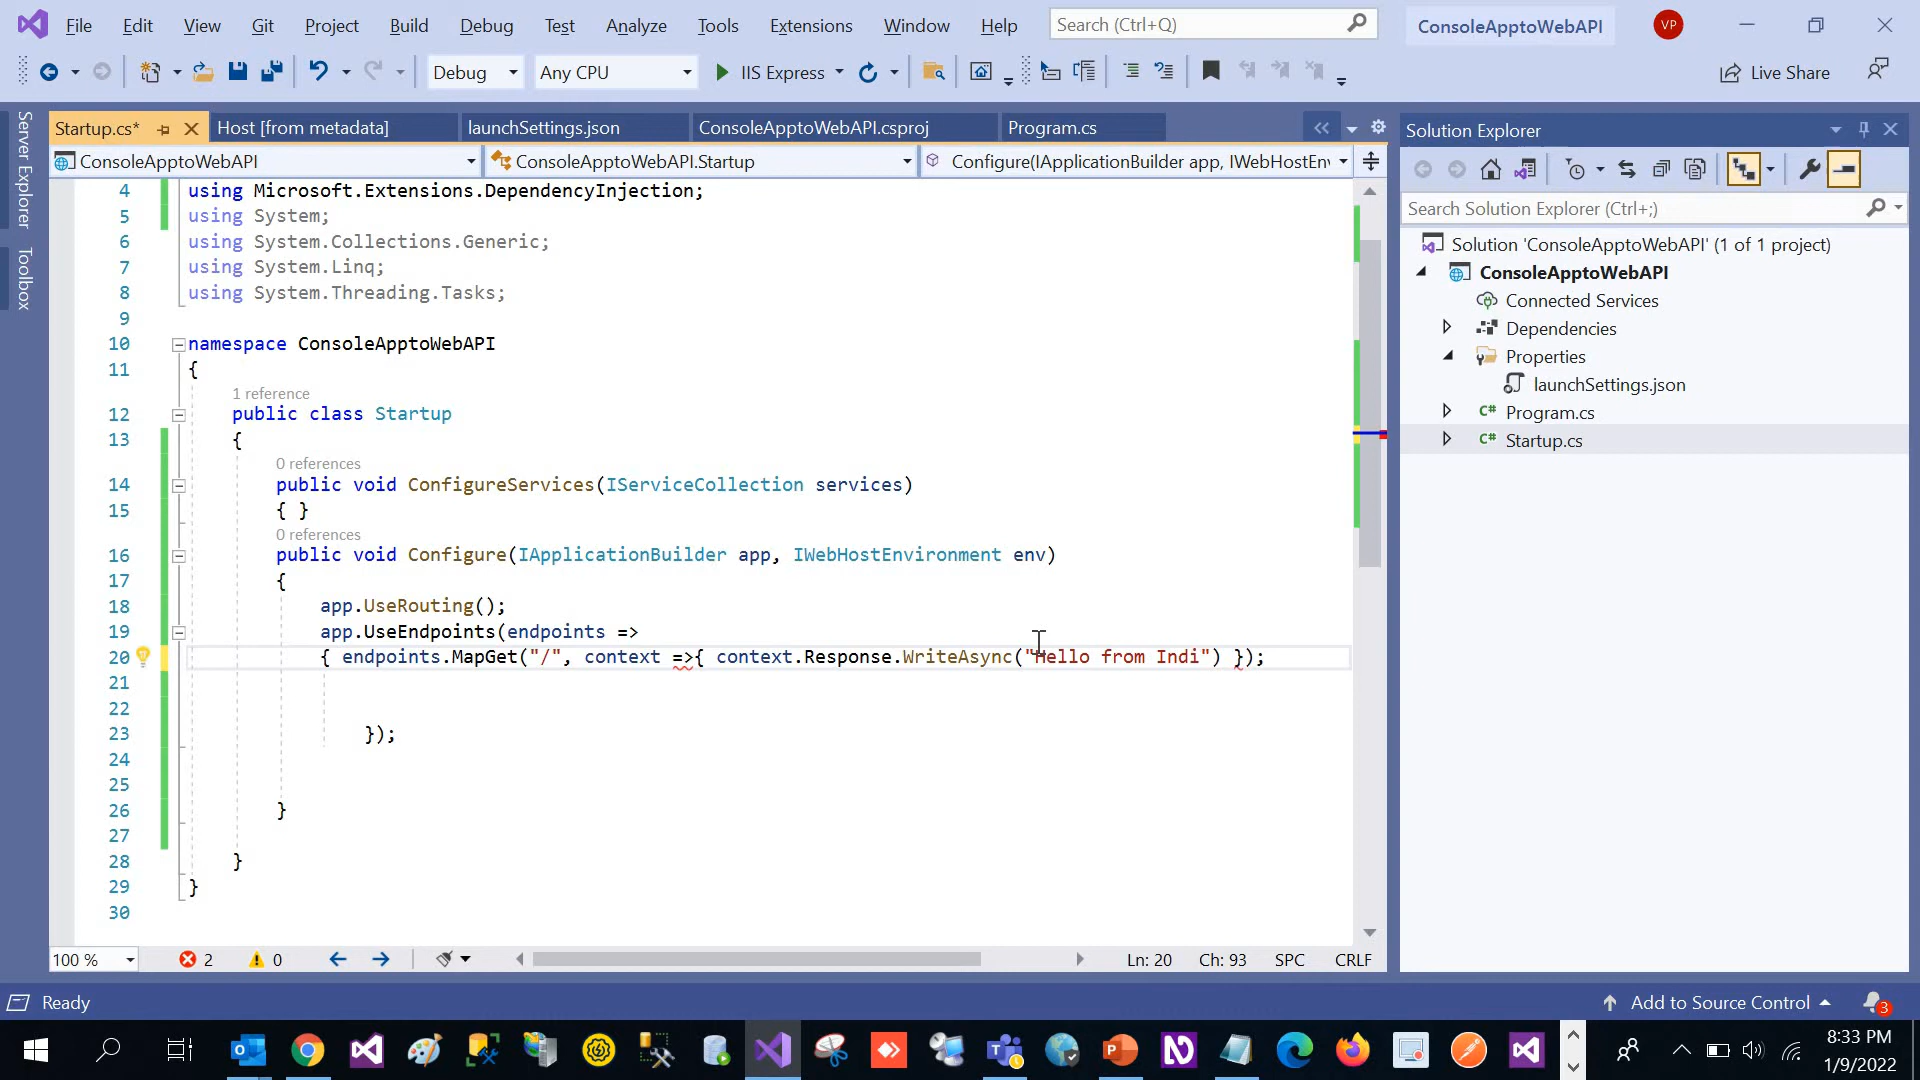 File Edit View Git Project Build Debug Test Analyze Tools Extensions Window Help Search (Ctrl+Q) ConsoleApptoWebAPI VP
Debug Any CPU IIS Express Live Share
Server Explorer
Toolbox
Startup.cs* Host [from metadata] launchSettings.json ConsoleApptoWebAPI.csproj Program.cs
ConsoleApptoWebAPI ConsoleApptoWebAPI.Startup Configure(IApplicationBuilder app, IWebHostEnv
4 using Microsoft.Extensions.DependencyInjection;
5 using System;
6 using System.Collections.Generic;
7 using System.Linq;
8 using System.Threading.Tasks;
9
10 namespace ConsoleApptoWebAPI
11 {
1 reference
12 public class Startup
13 {
0 references
14 public void ConfigureServices(IServiceCollection services)
15 { }
0 references
16 public void Configure(IApplicationBuilder app, IWebHostEnvironment env)
17 {
18 app.UseRouting();
19 app.UseEndpoints(endpoints =>
20 { endpoints.MapGet("/", context =>{ context.Response.WriteAsync("Hello from Indi") });
21
22
23 });
24
25
26 }
27
28 }
29 }
30
100 % 2 0 Ln: 20 Ch: 93 SPC CRLF
Solution Explorer
Search Solution Explorer (Ctrl+;)
Solution 'ConsoleApptoWebAPI' (1 of 1 project)
ConsoleApptoWebAPI
Connected Services
Dependencies
Properties
launchSettings.json
C# Program.cs
C# Startup.cs
Ready Add to Source Control 3
8:33 PM
1/9/2022